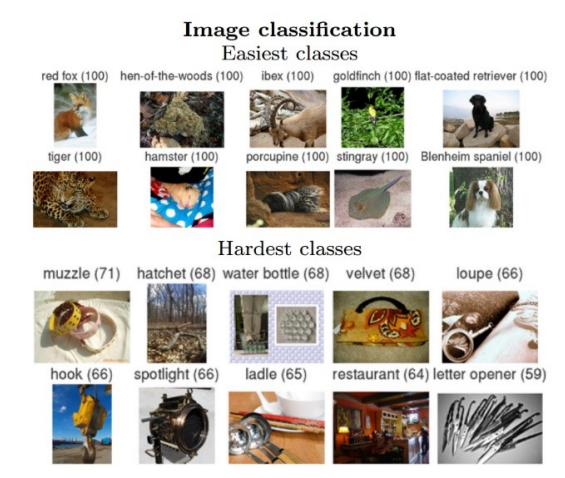 Image classification
Easiest classes
red fox (100) hen-of-the-woods (100) ibex (100) goldfinch (100) flat-coated retriever (100)
tiger (100) hamster (100) porcupine (100) stingray (100) Blenheim spaniel (100)
Hardest classes
muzzle (71) hatchet (68) water bottle (68) velvet (68) loupe (66)
hook (66) spotlight (66) ladle (65) restaurant (64) letter opener (59)